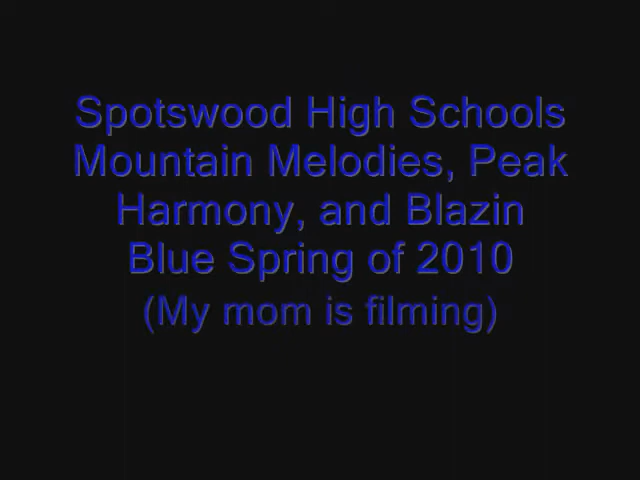 Spotswood High Schools
Mountain Melodies, Peak
Harmony, and Blazin
Blue Spring of 2010
(My mom is filming)